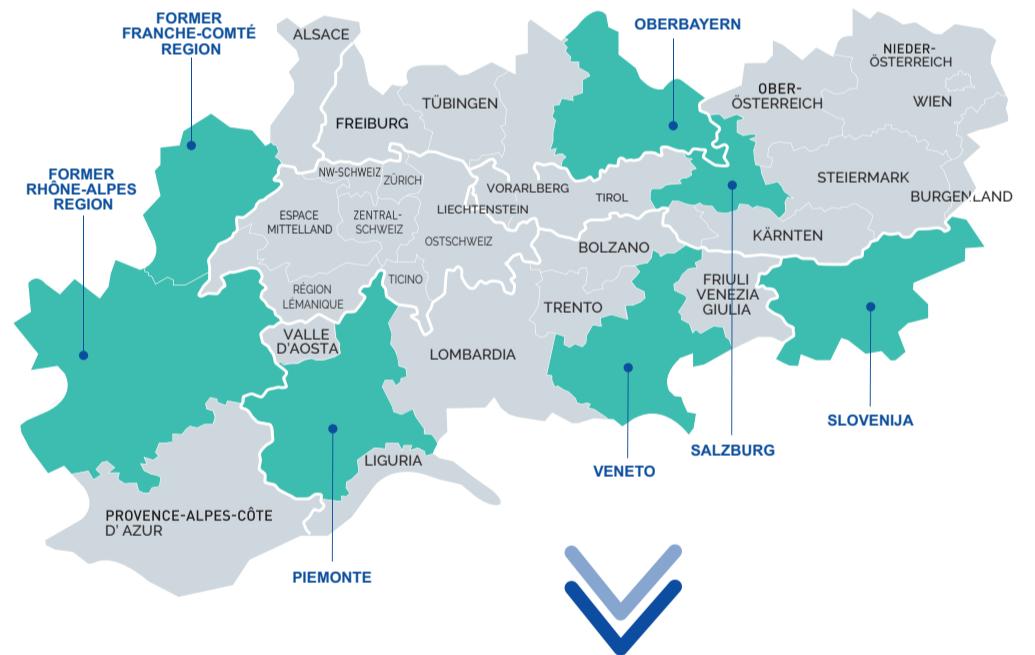 FORMER
FRANCHE-COMTÉ
REGION
ALSACE
OBERBAYERN
NIEDER-
ÖSTERREICH
OBER-
ÖSTERREICH
WIEN
TÜBINGEN
FREIBURG
FORMER
RHÔNE-ALPES
REGION
NW-SCHWEIZ
ZÜRICH
VORARLBERG
TIROL
STEIERMARK
BURGENLAND
LIECHTENSTEIN
ESPACE
MITTELLAND
ZENTRAL-
SCHWEIZ
OSTSCHWEIZ
BOLZANO
KÄRNTEN
RÉGION
LÉMANIQUE
TICINO
TRENTO
FRIULI
VENEZIA
GIULIA
VALLE
D'AOSTA
LOMBARDIA
SLOVENIJA
SALZBURG
VENETO
LIGURIA
PROVENCE-ALPES-CÔTE
D' AZUR
PIEMONTE